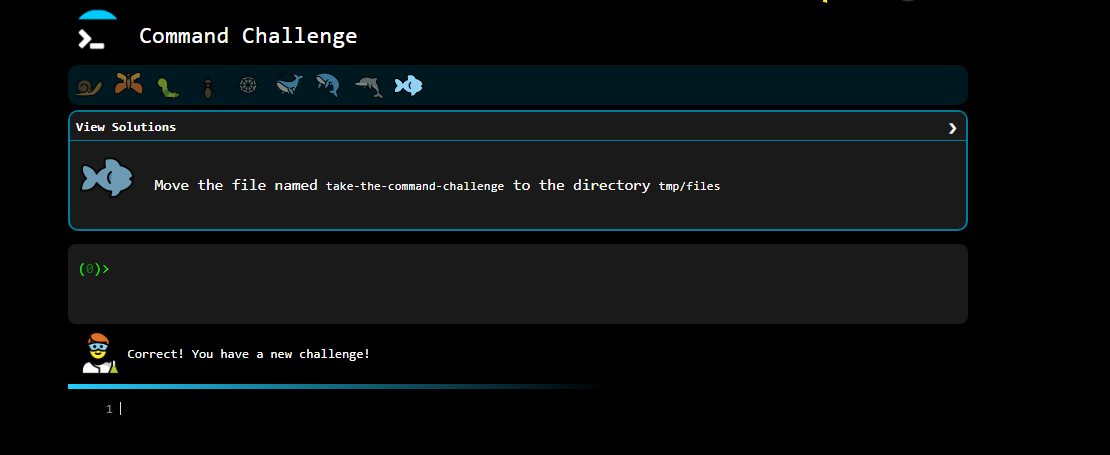 Command Challenge
View Solutions
Move the file named take-the-command-challenge to the directory tmp/files
(0)>
Correct! You have a new challenge!
1